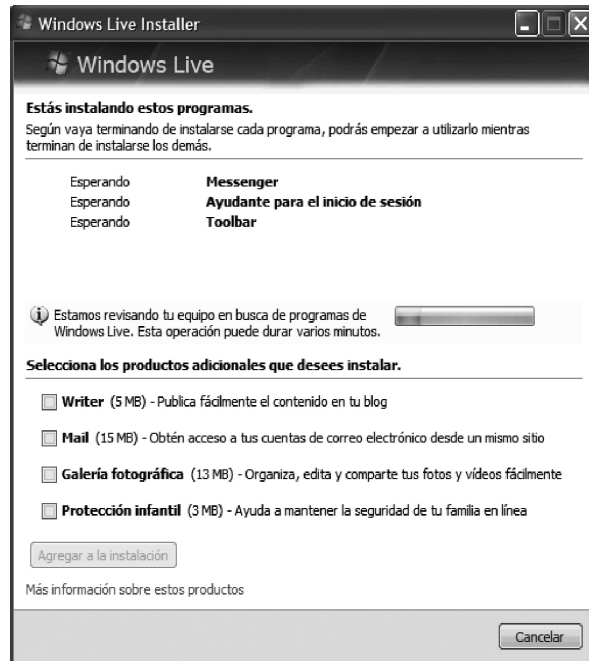 Windows Live Installer
Windows Live
Estás instalando estos programas.
Según vaya terminando de instalarse cada programa, podrás empezar a utilizarlo mientras
terminan de instalarse los demás.
Esperando Messenger
Esperando Ayudante para el inicio de sesión
Esperando Toolbar
Estamos revisando tu equipo en busca de programas de
Windows Live. Esta operación puede durar varios minutos.
Selecciona los productos adicionales que desees instalar.
Writer (5 MB) - Publica fácilmente el contenido en tu blog
Mail (15 MB) - Obtén acceso a tus cuentas de correo electrónico desde un mismo sitio
Galería fotográfica (13 MB) - Organiza, edita y comparte tus fotos y vídeos fácilmente
Protección infantil (3 MB) - Ayuda a mantener la seguridad de tu familia en línea
Agregar a la instalación
Más información sobre estos productos
Cancelar